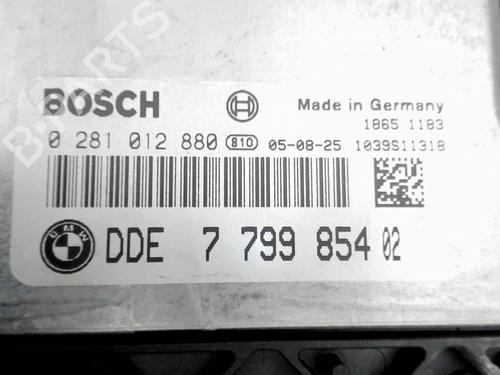 BOSCH
Made in Germany
1865 1183
0 281 012 880 810 05-08-25 1039S11318
BMW DDE 7 799 854 02